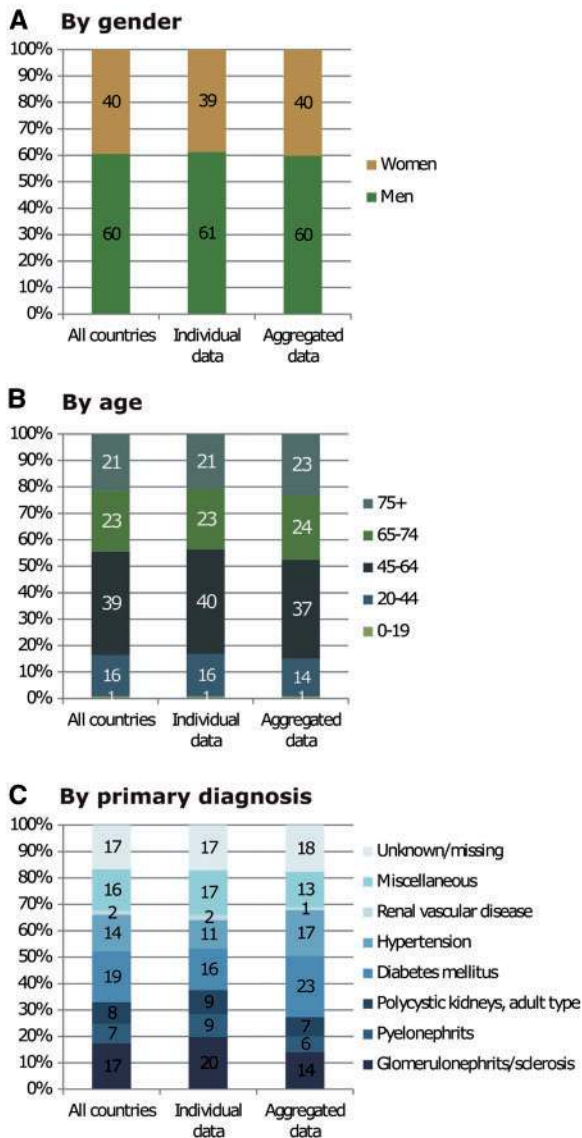 A By gender
100%
90%
80%
70%
60%
50%
40%
30%
20%
10%
0%
40 39 40
60 61 60
All countries Individual data Aggregated data
Women
Men
B By age
100%
90%
80%
70%
60%
50%
40%
30%
20%
10%
0%
21 21 23
23 23 24
39 40 37
16 16 14
1 1 1
All countries Individual data Aggregated data
75+
65-74
45-64
20-44
0-19
C By primary diagnosis
100%
90%
80%
70%
60%
50%
40%
30%
20%
10%
0%
17 17 18
16 17 13
2 2 1
14 11 17
19 16 23
8 9 7
7 9 6
17 20 14
All countries Individual data Aggregated data
Unknown/missing
Miscellaneous
Renal vascular disease
Hypertension
Diabetes mellitus
Polycystic kidneys, adult type
Pyelonephrits
Glomerulonephrits/sclerosis